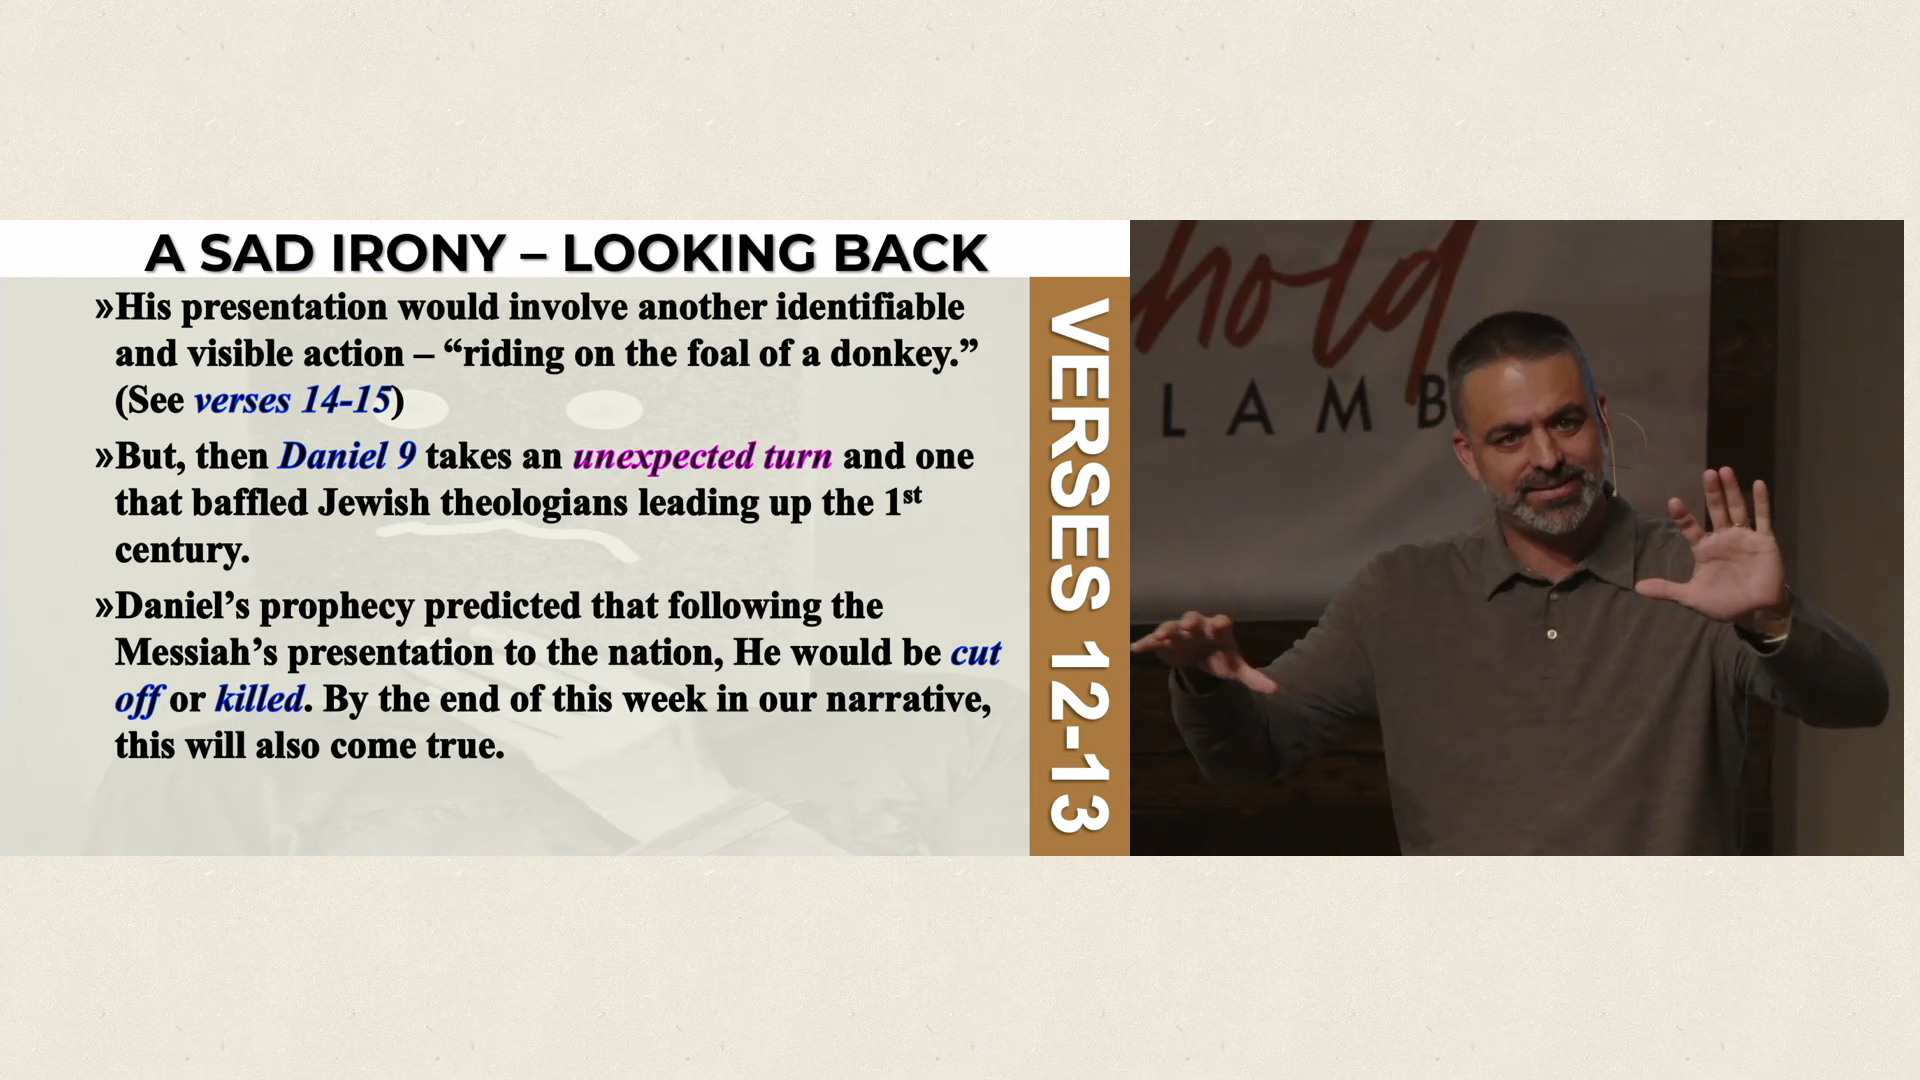 A SAD IRONY – LOOKING BACK
»His presentation would involve another identifiable
and visible action – “riding on the foal of a donkey.”
(See verses 14-15)
»But, then Daniel 9 takes an unexpected turn and one
that baffled Jewish theologians leading up the 1st
century.
»Daniel’s prophecy predicted that following the
Messiah’s presentation to the nation, He would be cut
off or killed. By the end of this week in our narrative,
this will also come true.
VERSES 12-13
hold
LAMB